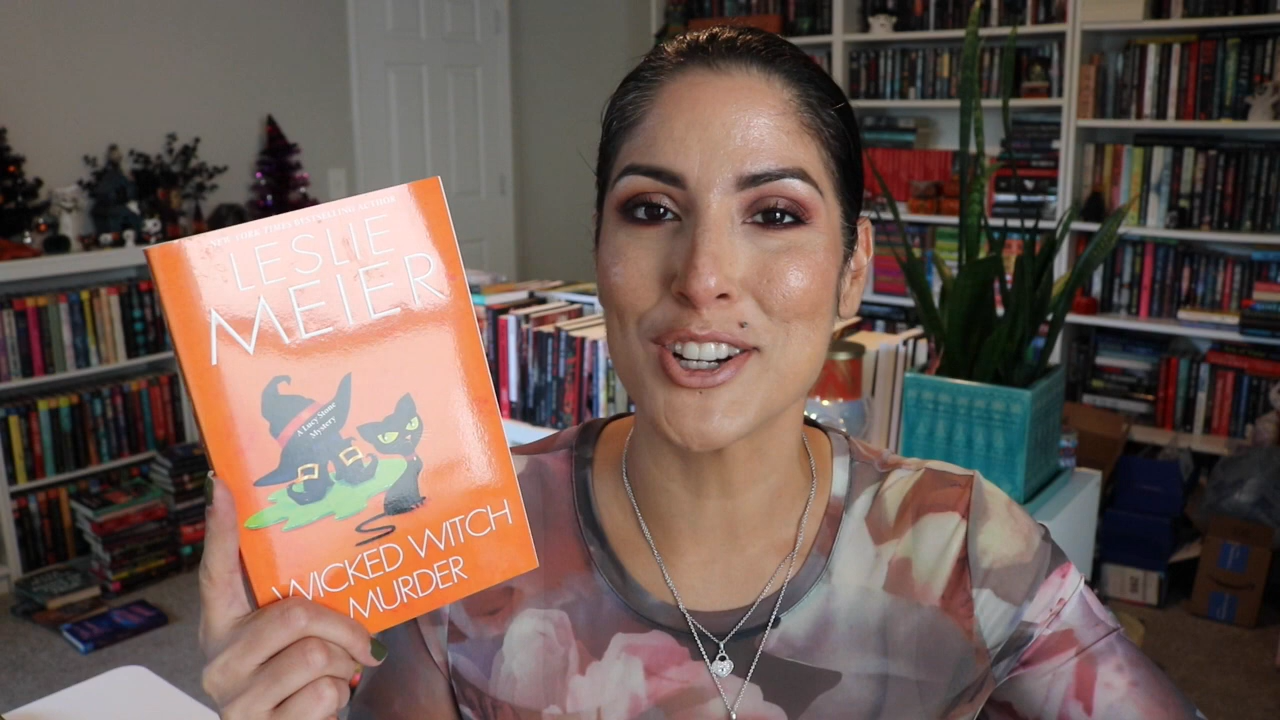 NEW YORK TIMES BESTSELLING AUTHOR
LESLIE
MEIER
A Lucy Stone
Mystery
WICKED WITCH
MURDER